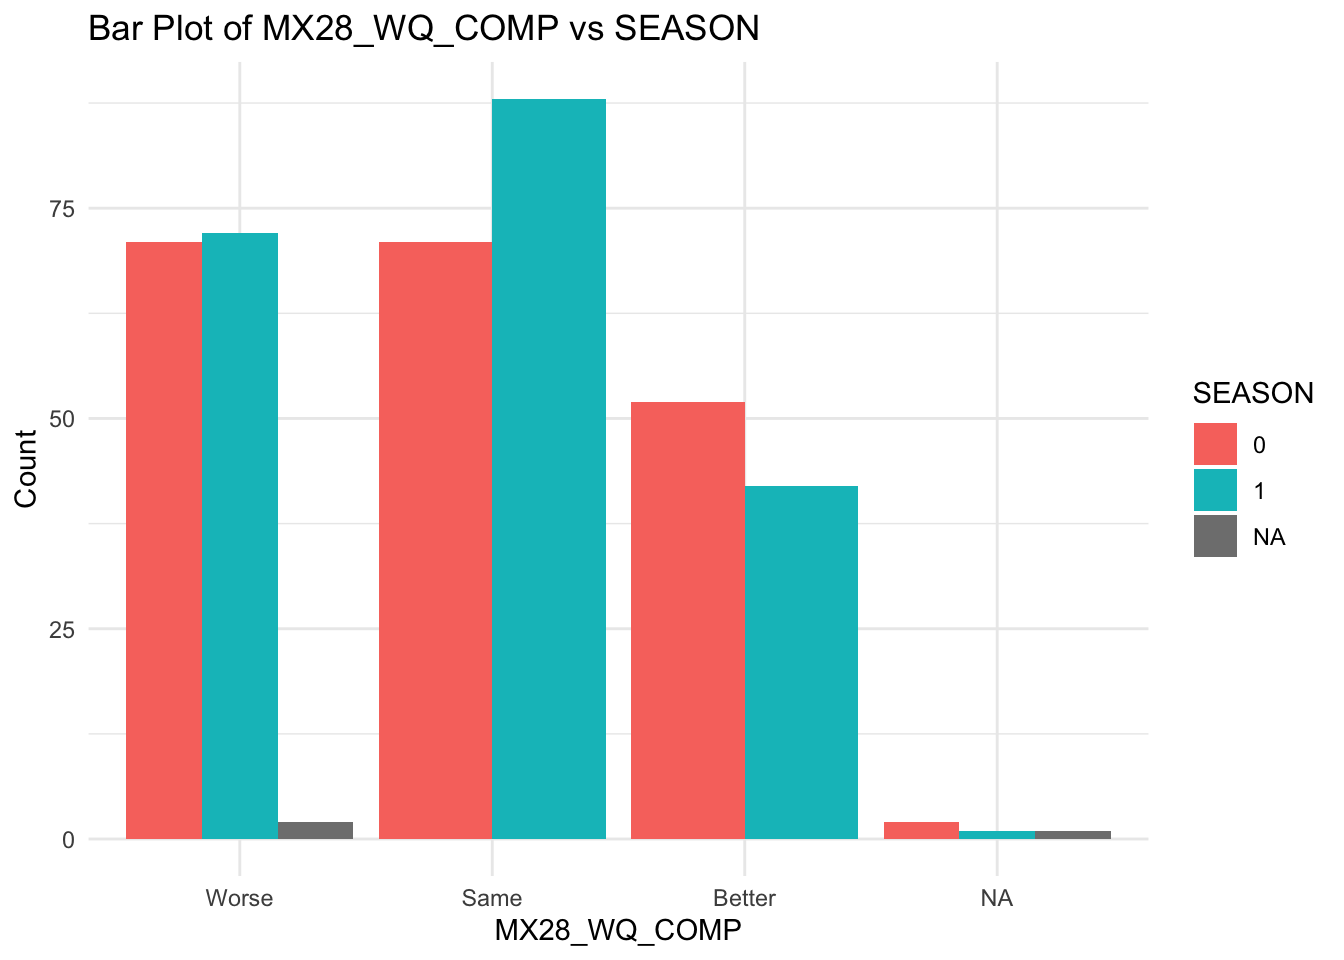 Bar Plot of MX28_WQ_COMP vs SEASON
Count
75
50
25
0
Worse
Same
Better
NA
MX28_WQ_COMP
SEASON
0
1
NA